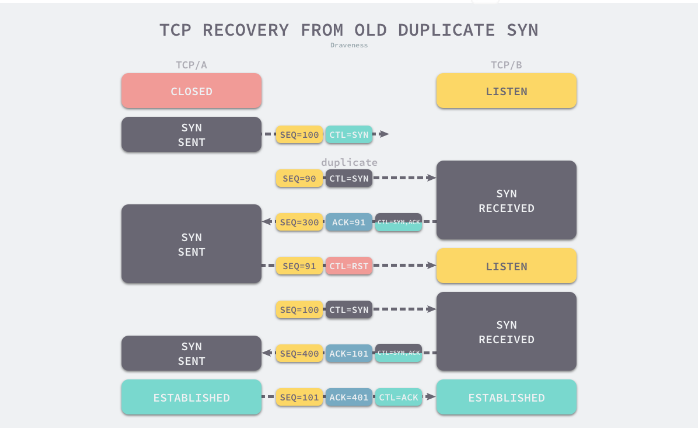 TCP RECOVERY FROM OLD DUPLICATE SYN
Draveness
TCP/A TCP/B
CLOSED LISTEN
SYN
SENT
SEQ=100 CTL=SYN
duplicate
SEQ=90 CTL=SYN
SYN
RECEIVED
SEQ=300 ACK=91 CTL=SYN,ACK
SYN
SENT
SEQ=91 CTL=RST
LISTEN
SEQ=100 CTL=SYN
SYN
RECEIVED
SYN
SENT
SEQ=400 ACK=101 CTL=SYN,ACK
ESTABLISHED SEQ=101 ACK=401 CTL=ACK ESTABLISHED